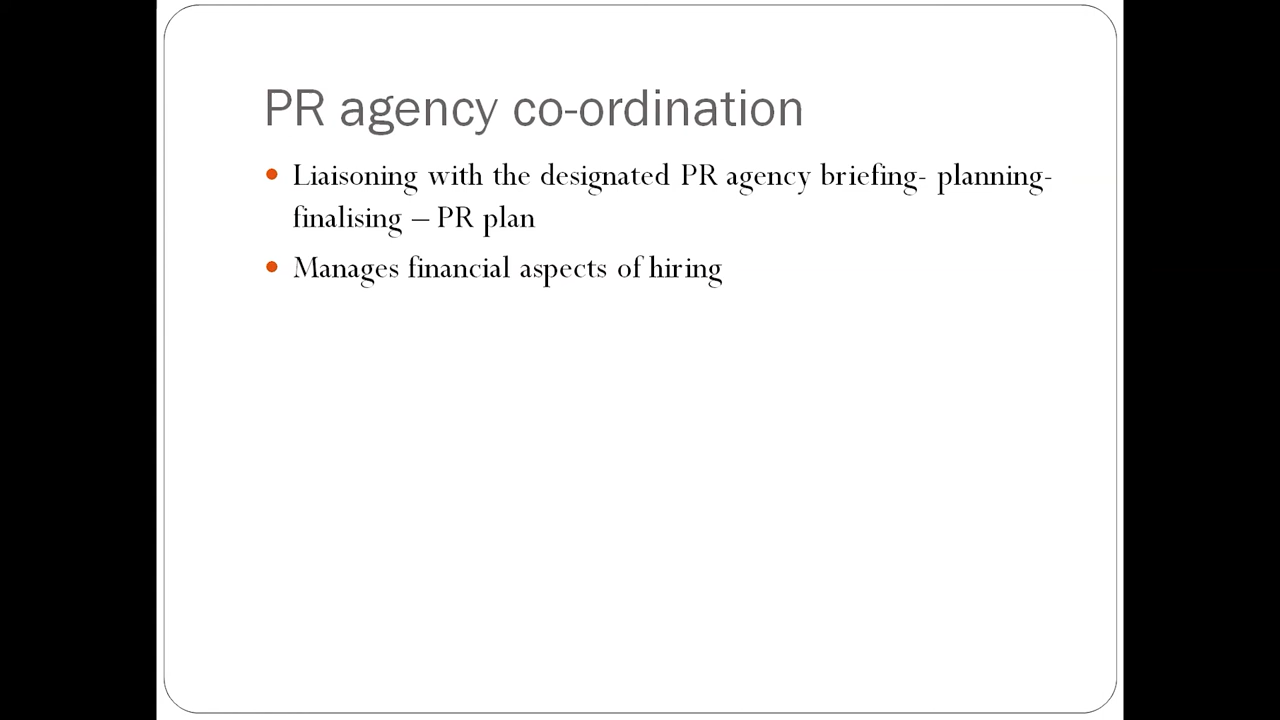 PR agency co-ordination
Liaisoning with the designated PR agency briefing- planning-
finalising – PR plan
Manages financial aspects of hiring